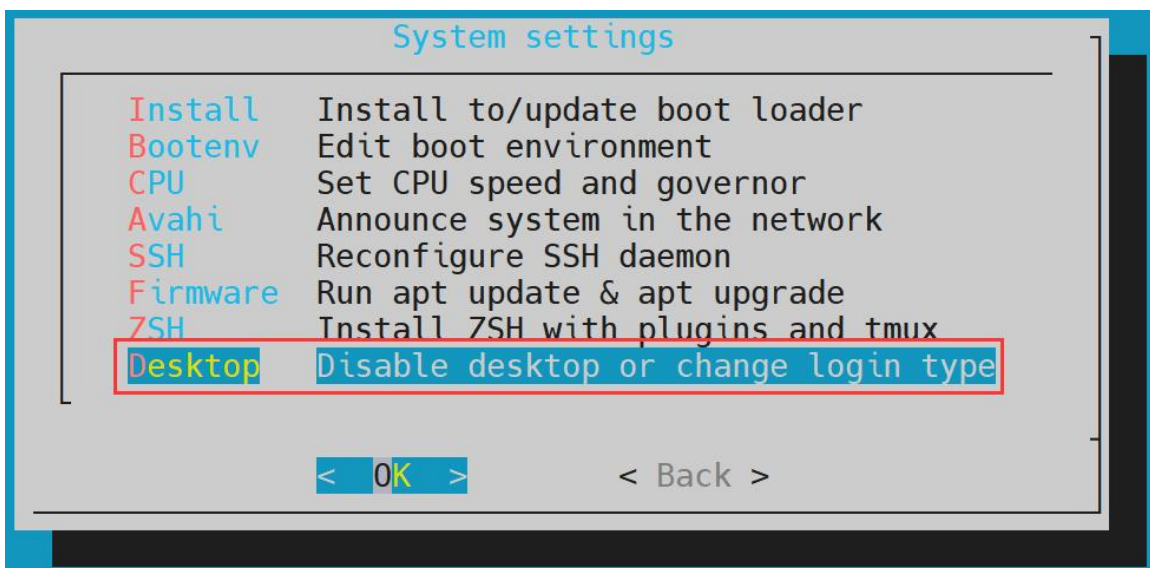 System settings
Install Install to/update boot loader
Bootenv Edit boot environment
CPU Set CPU speed and governor
Avahi Announce system in the network
SSH Reconfigure SSH daemon
Firmware Run apt update & apt upgrade
ZSH Install ZSH with plugins and tmux
Desktop Disable desktop or change login type
< OK > < Back >